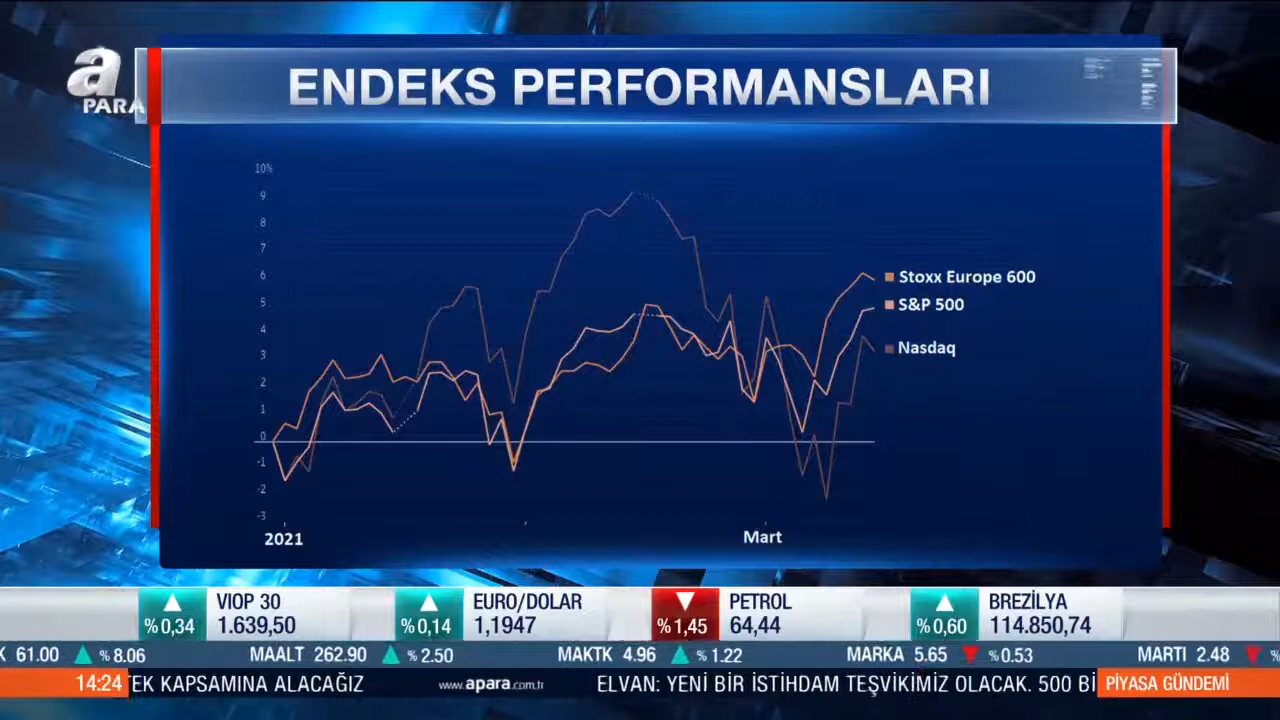 a
PARA
ENDEKS PERFORMANSLARI
10%
9
8
7
6
5
4
3
2
1
0
-1
-2
-3
Stoxx Europe 600
S&P 500
Nasdaq
2021
Mart
%0,34 VIOP 30 1.639,50
%0,14 EURO/DOLAR 1,1947
%1,45 PETROL 64,44
%0,60 BREZİLYA 114.850,74
K 61.00 %8.06 MAALT 262.90 %2.50 MAKTK 4.96 %1.22 MARKA 5.65 %0.53 MARTI 2.48 %
14:24 TEK KAPSAMINA ALACAĞIZ www.apara.com.tr ELVAN: YENİ BİR İSTİHDAM TEŞVİKİMİZ OLACAK. 500 Bİ PİYASA GÜNDEMİ